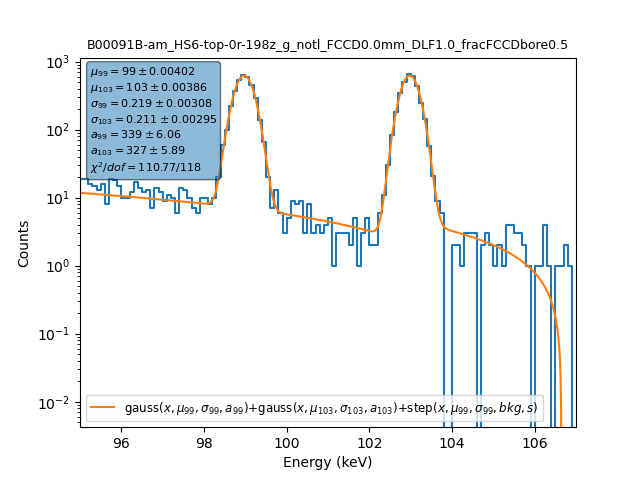 B00091B-am_HS6-top-0r-198z_g_notl_FCCD0.0mm_DLF1.0_fracFCCDbore0.5
μ99 = 99 ± 0.00402
μ103 = 103 ± 0.00386
σ99 = 0.219 ± 0.00308
σ103 = 0.211 ± 0.00295
a99 = 339 ± 6.06
a103 = 327 ± 5.89
χ²/dof = 110.77/118
10³
10²
10¹
10⁰
10⁻¹
10⁻²
Counts
gauss(x, μ99, σ99, a99)+gauss(x, μ103, σ103, a103)+step(x, μ99, σ99, bkg, s)
96 98 100 102 104 106
Energy (keV)